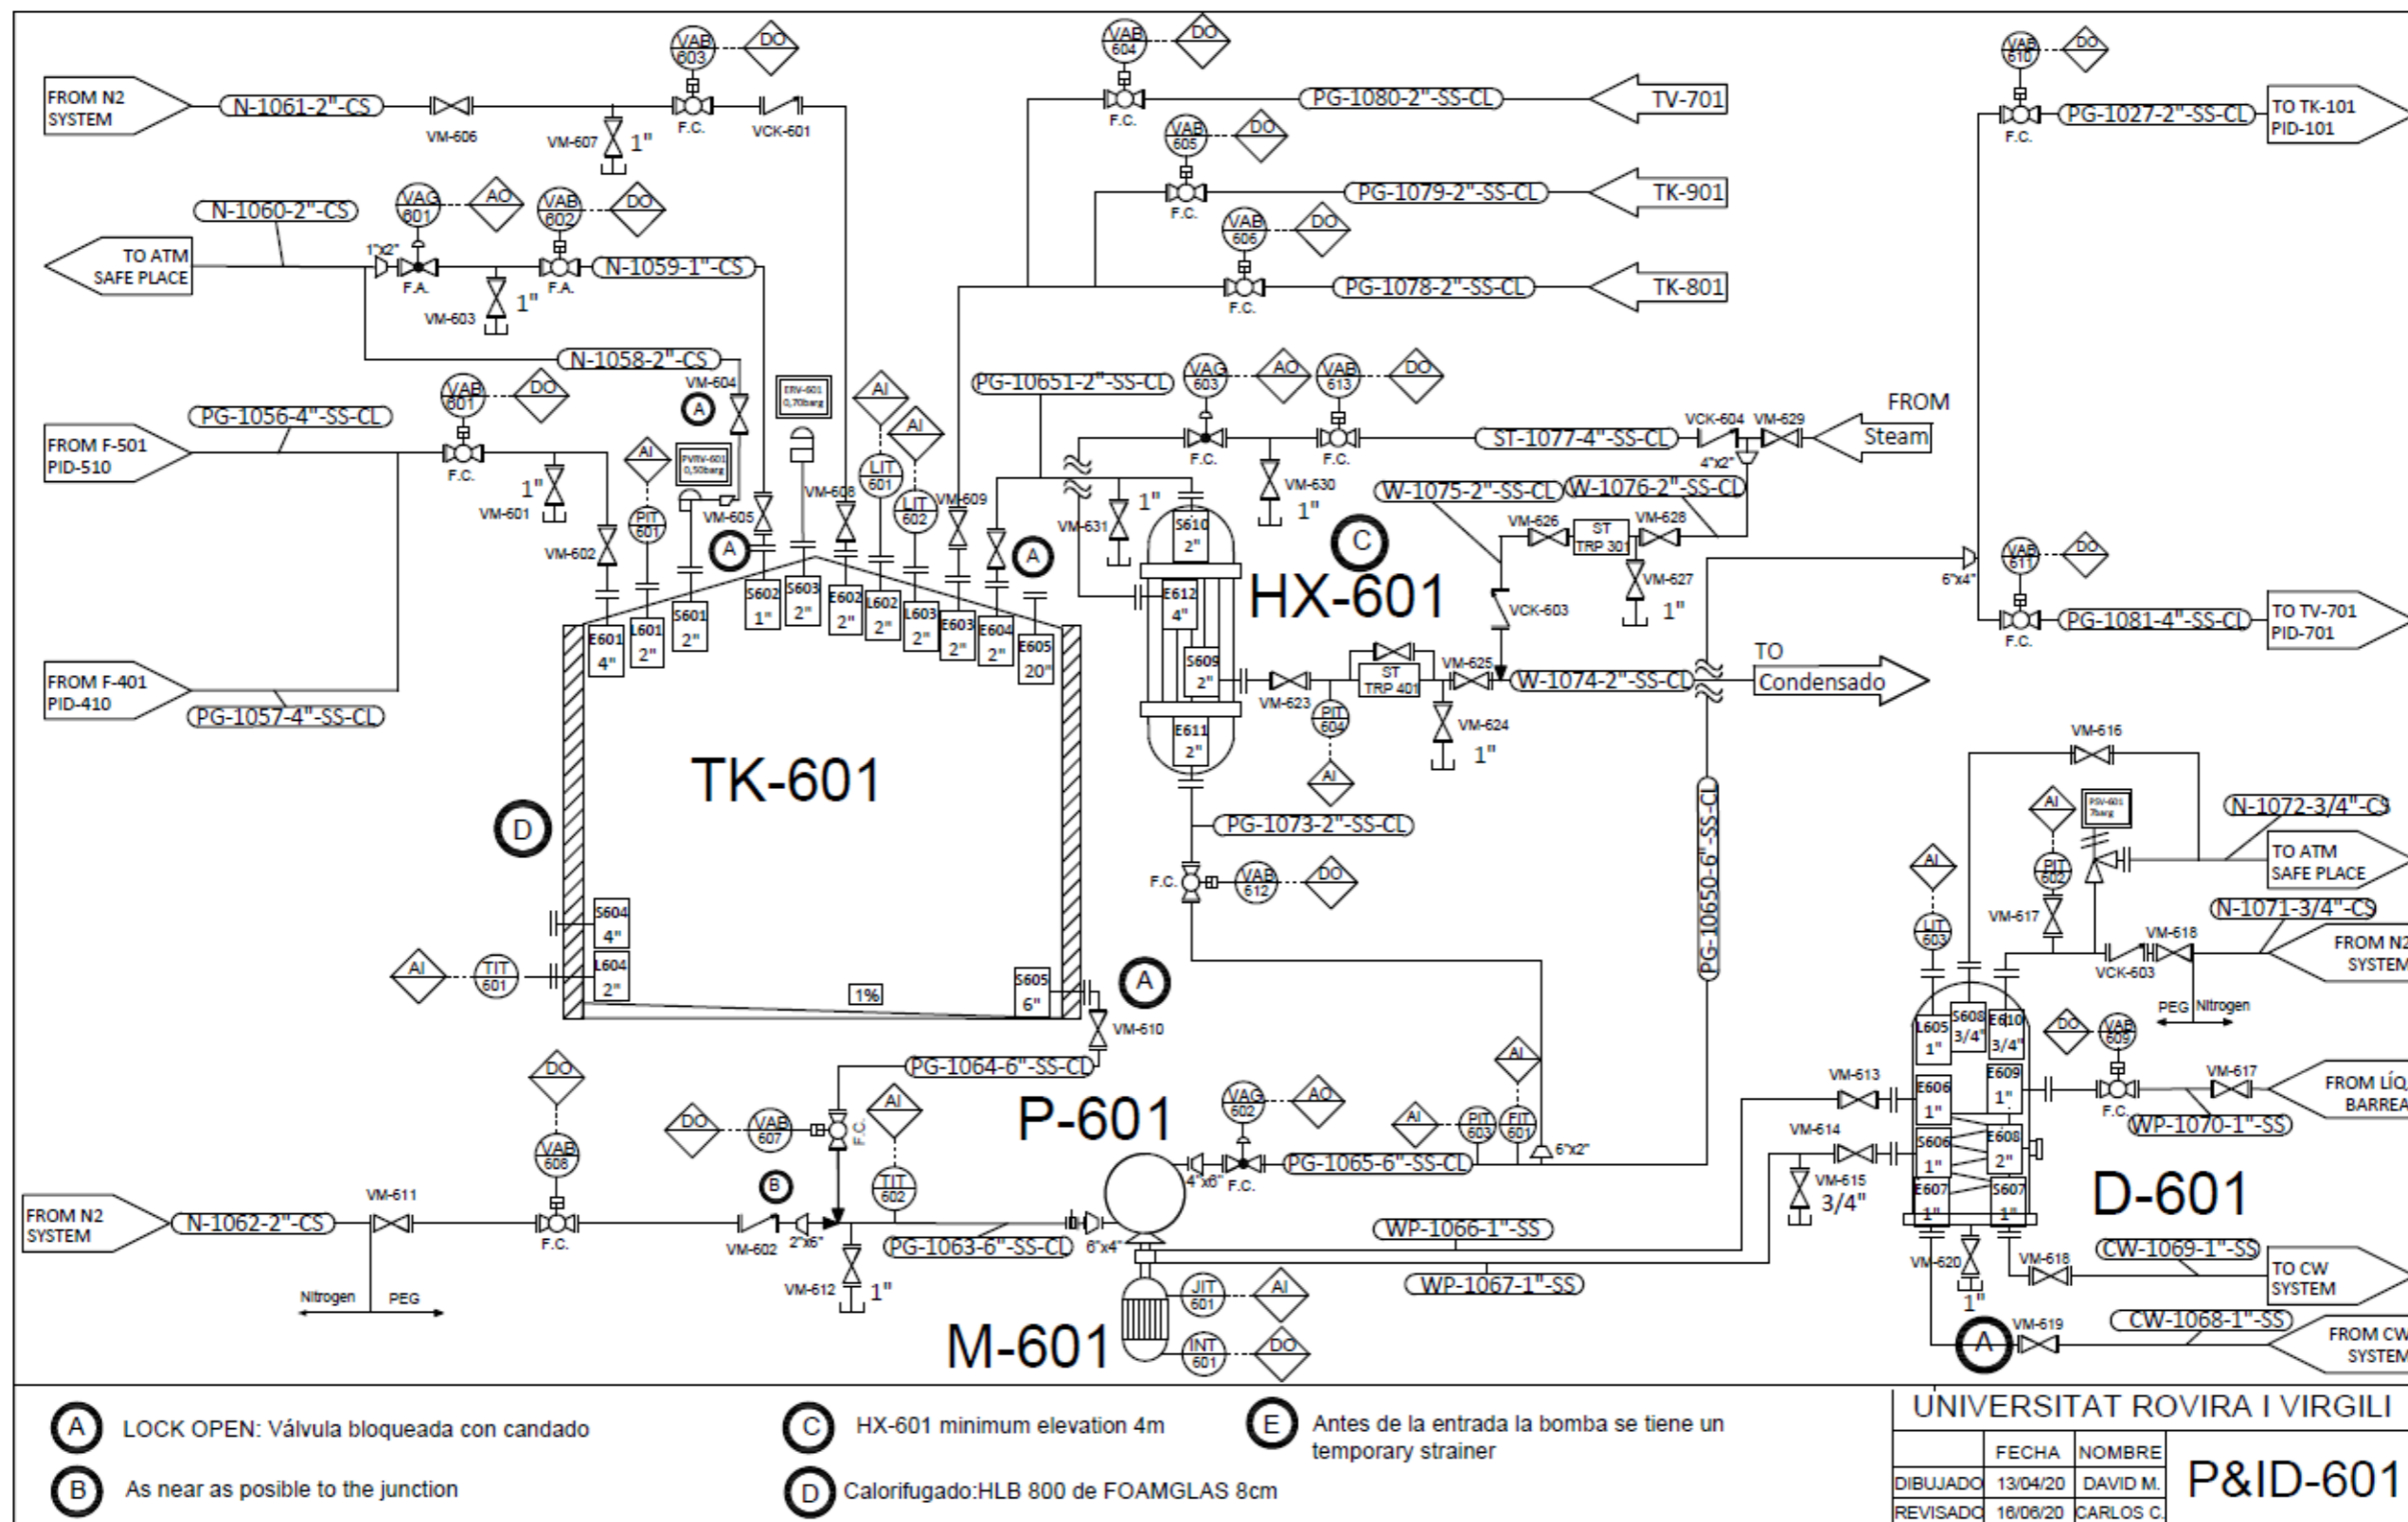 FROM N2
SYSTEM
N-1061-2"-CS
VM-606
VM-607
1"
VAB
603
DO
F.C.
VCK-601
VAB
604
DO
F.C.
PG-1080-2"-SS-CL
TV-701
VAB
605
DO
F.C.
PG-1079-2"-SS-CL
TK-901
VAB
606
DO
F.C.
PG-1078-2"-SS-CL
TK-801
VAB
610
DO
F.C.
PG-1027-2"-SS-CL
TO TK-101
PID-101
N-1060-2"-CS
TO ATM
SAFE PLACE
1"x2"
VAG
601
AO
F.A.
VM-603
1"
VAB
602
DO
F.A.
N-1059-1"-CS
N-1058-2"-CS
VM-604
A
ERV-601
0,70barg
PG-1056-4"-SS-CL
FROM F-501
PID-510
VAB
601
DO
F.C.
1"
VM-601
VM-602
AI
PIT
601
PVRV-601
0,50barg
VM-605
A
VM-608
AI
LIT
601
AI
LIT
602
VM-609
A
FROM F-401
PID-410
PG-1057-4"-SS-CL
E601
4"
L601
2"
S601
2"
S602
1"
S603
2"
E602
2"
L602
2"
L603
2"
E603
2"
E604
2"
E605
20"
TK-601
D
S604
4"
L604
2"
AI
TIT
601
1%
S605
6"
A
VM-610
PG-10651-2"-SS-CL
VAG
603
AO
F.C.
VM-630
1"
VAB
613
DO
F.C.
ST-1077-4"-SS-CL
VCK-604
VM-629
FROM
Steam
4"x2"
W-1075-2"-SS-CL
W-1076-2"-SS-CL
VM-626
ST
TRP 301
VM-628
VM-627
1"
VCK-603
VM-631
1"
C
HX-601
S610
2"
E612
4"
S609
2"
E611
2"
VM-623
PIT
604
AI
ST
TRP 401
VM-625
VM-624
1"
W-1074-2"-SS-CL
TO
Condensado
6"x4"
VAB
611
DO
F.C.
PG-1081-4"-SS-CL
TO TV-701
PID-701
PG-1073-2"-SS-CL
F.C.
VAB
612
DO
PG-10650-6"-SS-CL
VM-616
AI
PIT
602
VM-617
PSV-601
7barg
N-1072-3/4"-CS
TO ATM
SAFE PLACE
N-1071-3/4"-CS
FROM N2
SYSTEM
VM-618
VCK-603
PEG
Nitrogen
AI
LIT
603
L605
1"
S608
3/4"
E610
3/4"
E606
1"
E609
1"
S606
1"
E608
2"
E607
1"
S607
1"
DO
VAB
609
F.C.
VM-617
FROM LÍQ.
BARREA
WP-1070-1"-SS
VM-613
VM-614
VM-615
3/4"
D-601
VM-620
1"
VM-618
CW-1069-1"-SS
TO CW
SYSTEM
CW-1068-1"-SS
VM-619
A
FROM CW
SYSTEM
PG-1064-6"-SS-CL
DO
VAB
607
F.C.
AI
TIT
602
P-601
VAG
602
AO
4"x6"
F.C.
PG-1065-6"-SS-CL
AI
PIT
603
AI
FIT
601
6"x2"
DO
VAB
608
F.C.
FROM N2
SYSTEM
N-1062-2"-CS
VM-611
Nitrogen
PEG
B
VM-602
2"x6"
VM-612
1"
PG-1063-6"-SS-CL
6"x4"
WP-1066-1"-SS
WP-1067-1"-SS
M-601
JIT
601
AI
INT
601
DO
A LOCK OPEN: Válvula bloqueada con candado
B As near as posible to the junction
C HX-601 minimum elevation 4m
D Calorifugado:HLB 800 de FOAMGLAS 8cm
E Antes de la entrada la bomba se tiene un
temporary strainer
UNIVERSITAT ROVIRA I VIRGILI
FECHA NOMBRE
DIBUJADO 13/04/20 DAVID M.
REVISADO 16/06/20 CARLOS C.
P&ID-601